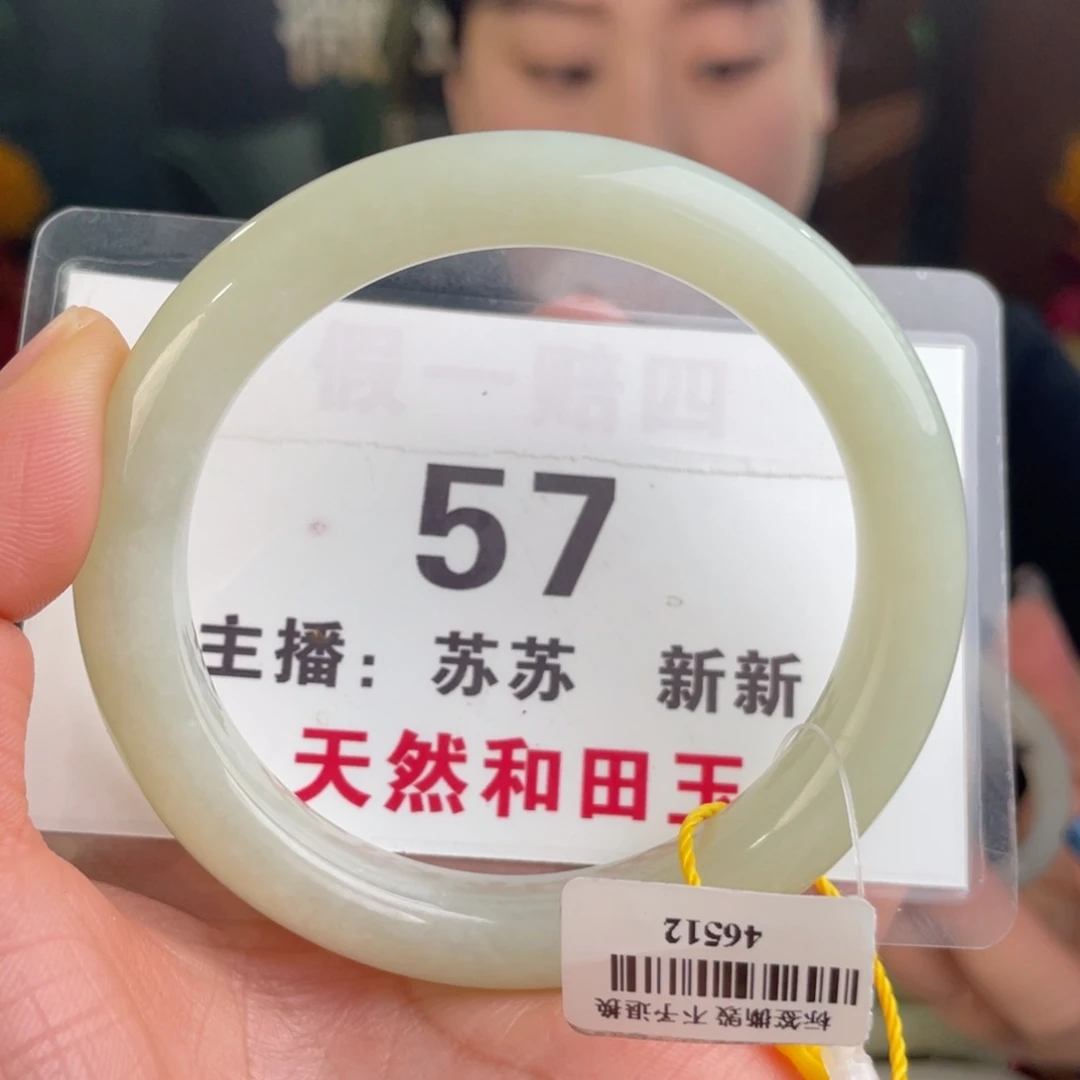 假一赔四
57
主播： 苏苏 新新
天然和田玉
46512
标签撕毁 不予退换